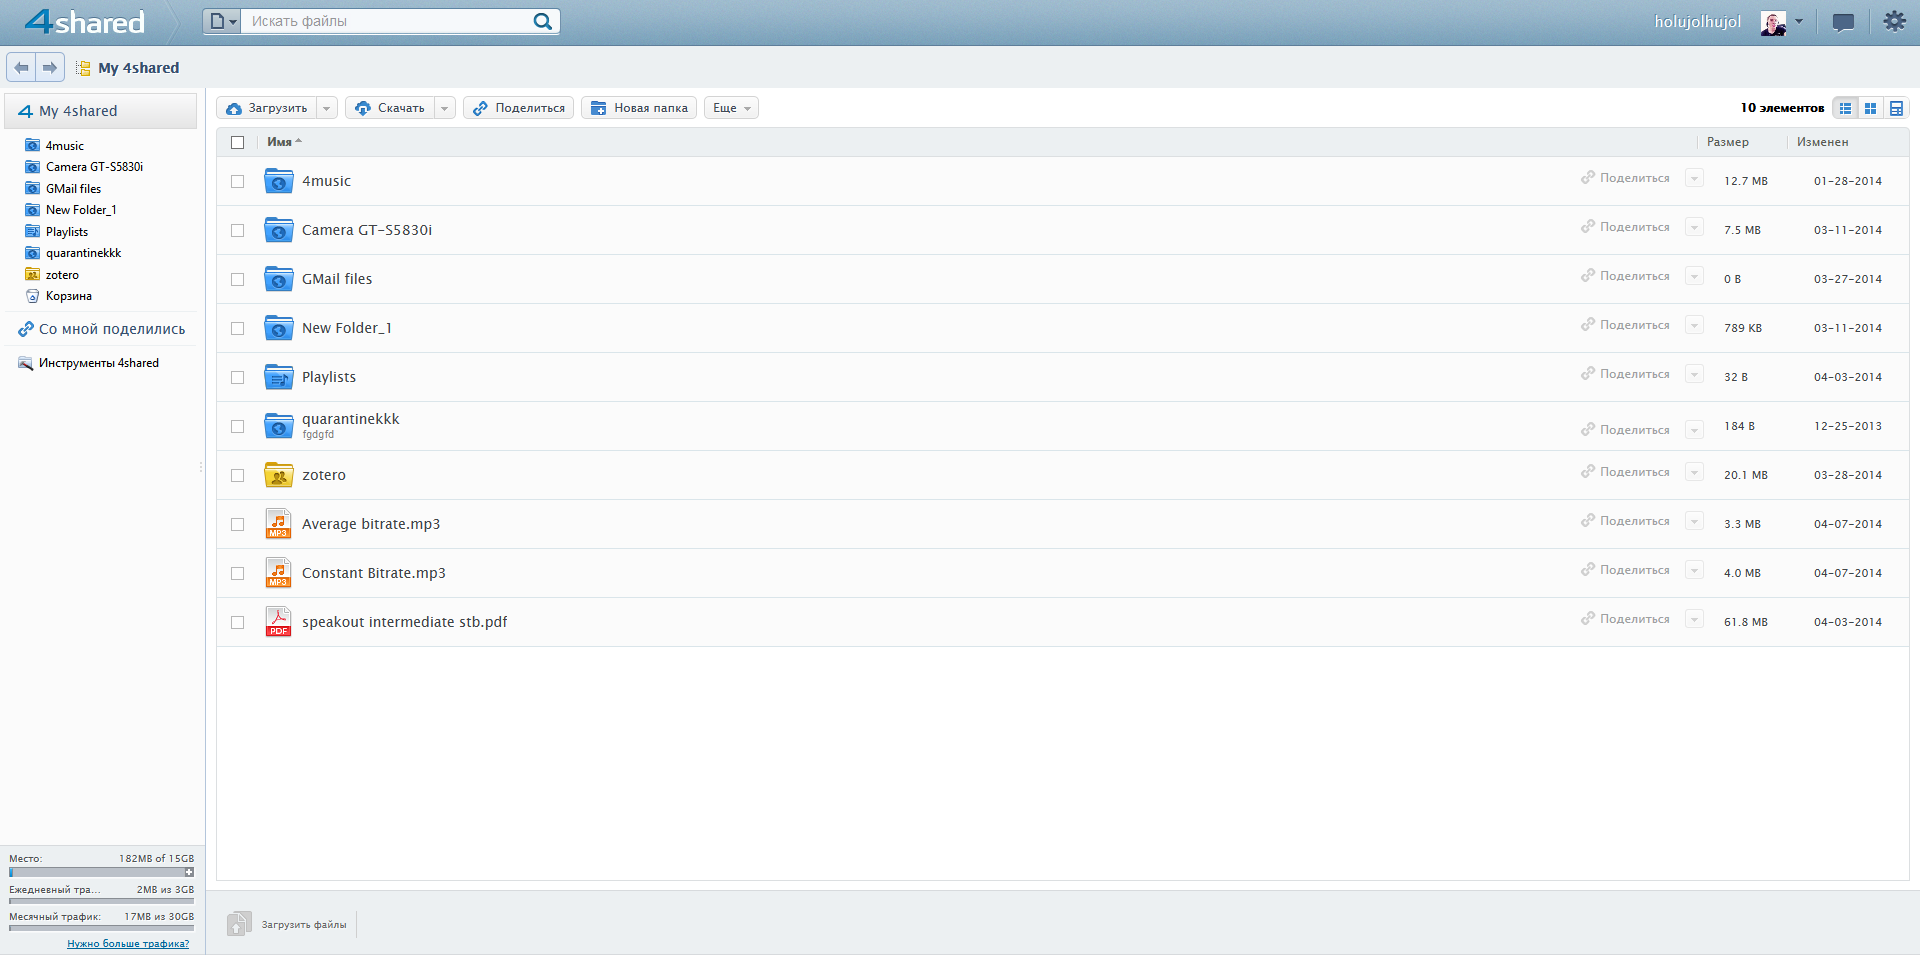 4shared
Искать файлы
holujolhujol
My 4shared
My 4shared
4music
Camera GT-S5830i
GMail files
New Folder_1
Playlists
quarantinekkk
zotero
Корзина
Со мной поделились
Инструменты 4shared
Загрузить Скачать Поделиться Новая папка Еще 10 элементов
Имя Размер Изменен
4music Поделиться 12.7 MB 01-28-2014
Camera GT-S5830i Поделиться 7.5 MB 03-11-2014
GMail files Поделиться 0 B 03-27-2014
New Folder_1 Поделиться 789 KB 03-11-2014
Playlists Поделиться 32 B 04-03-2014
quarantinekkk
fgdgfd
Поделиться 184 B 12-25-2013
zotero Поделиться 20.1 MB 03-28-2014
MP3 Average bitrate.mp3 Поделиться 3.3 MB 04-07-2014
MP3 Constant Bitrate.mp3 Поделиться 4.0 MB 04-07-2014
PDF speakout intermediate stb.pdf Поделиться 61.8 MB 04-03-2014
Место: 182MB of 15GB
Ежедневный тра... 2MB из 3GB
Месячный трафик: 17MB из 30GB
Нужно больше трафика?
Загрузить файлы